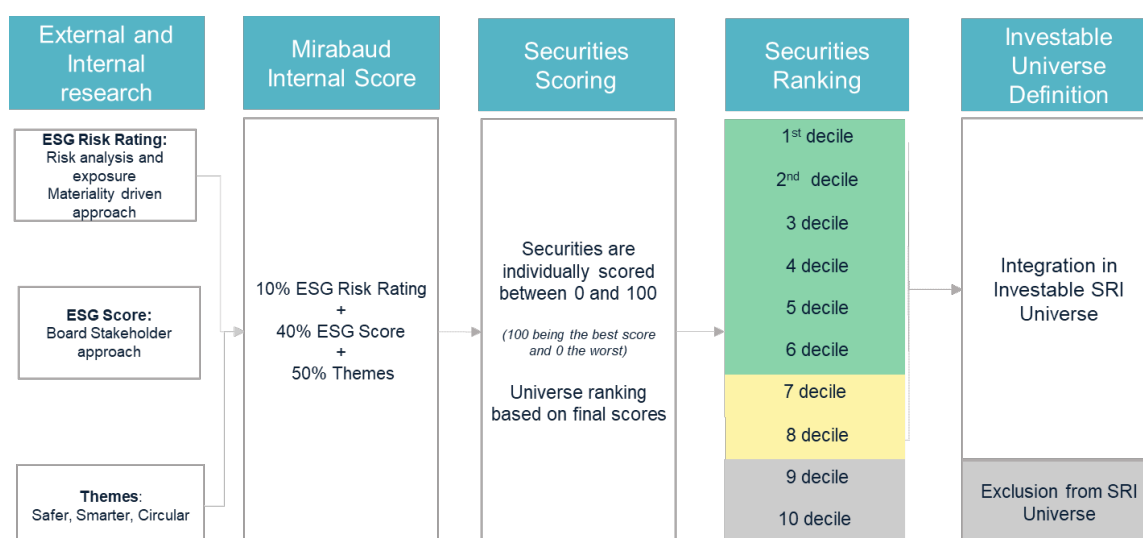 External and
Internal
research
Mirabaud
Internal Score
Securities
Scoring
Securities
Ranking
Investable
Universe
Definition
ESG Risk Rating:
Risk analysis and
exposure
Materiality driven
approach
ESG Score:
Board Stakeholder
approach
Themes:
Safer, Smarter, Circular
10% ESG Risk Rating
+
40% ESG Score
+
50% Themes
Securities are
individually scored
between 0 and 100
(100 being the best score
and 0 the worst)
Universe ranking
based on final scores
1st decile
2nd decile
3 decile
4 decile
5 decile
6 decile
7 decile
8 decile
9 decile
10 decile
Integration in
Investable SRI
Universe
Exclusion from SRI
Universe